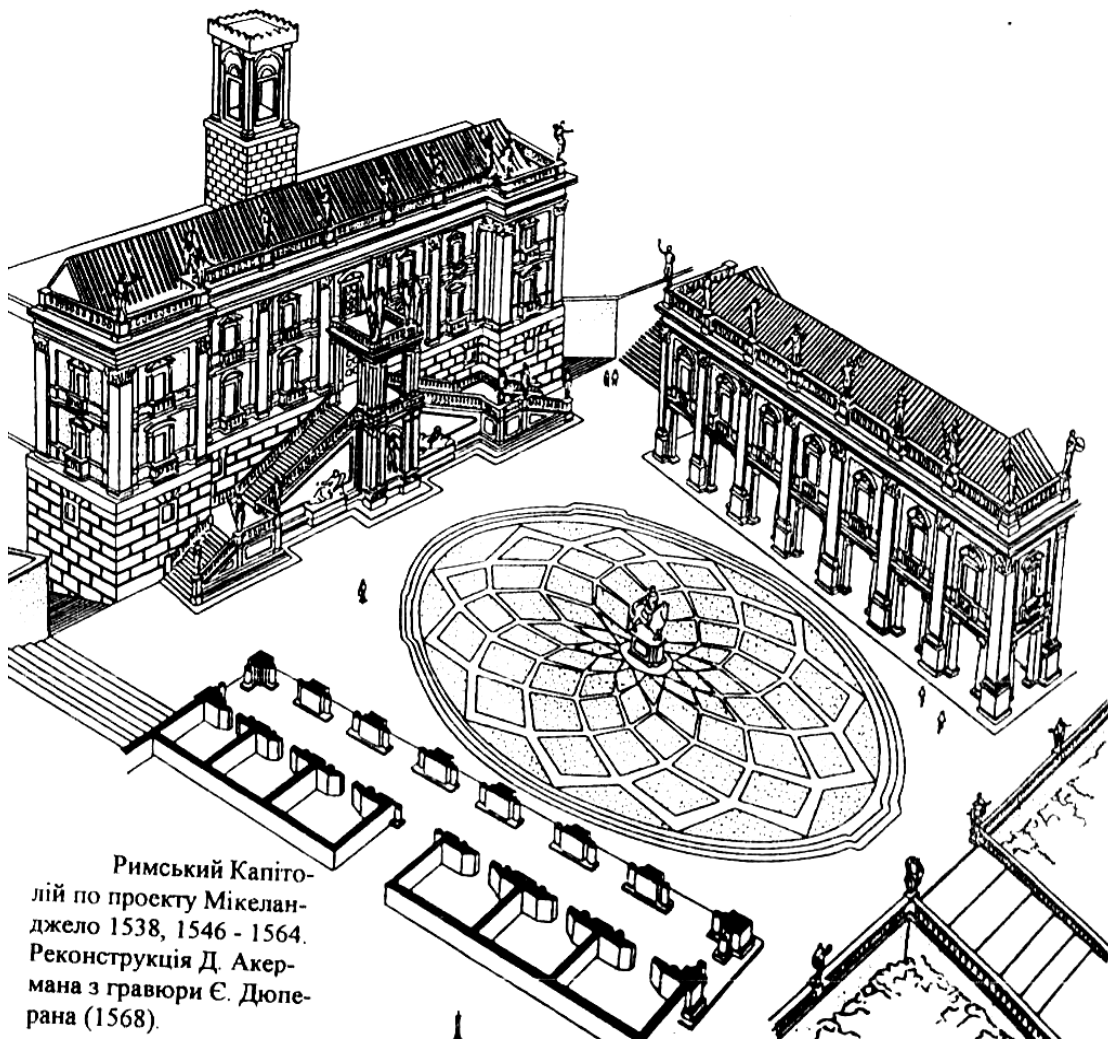 Римський Капіто-
лій по проекту Мікелан-
джело 1538, 1546 - 1564.
Реконструкція Д. Акер-
мана з гравюри Є. Дюпе-
рана (1568).